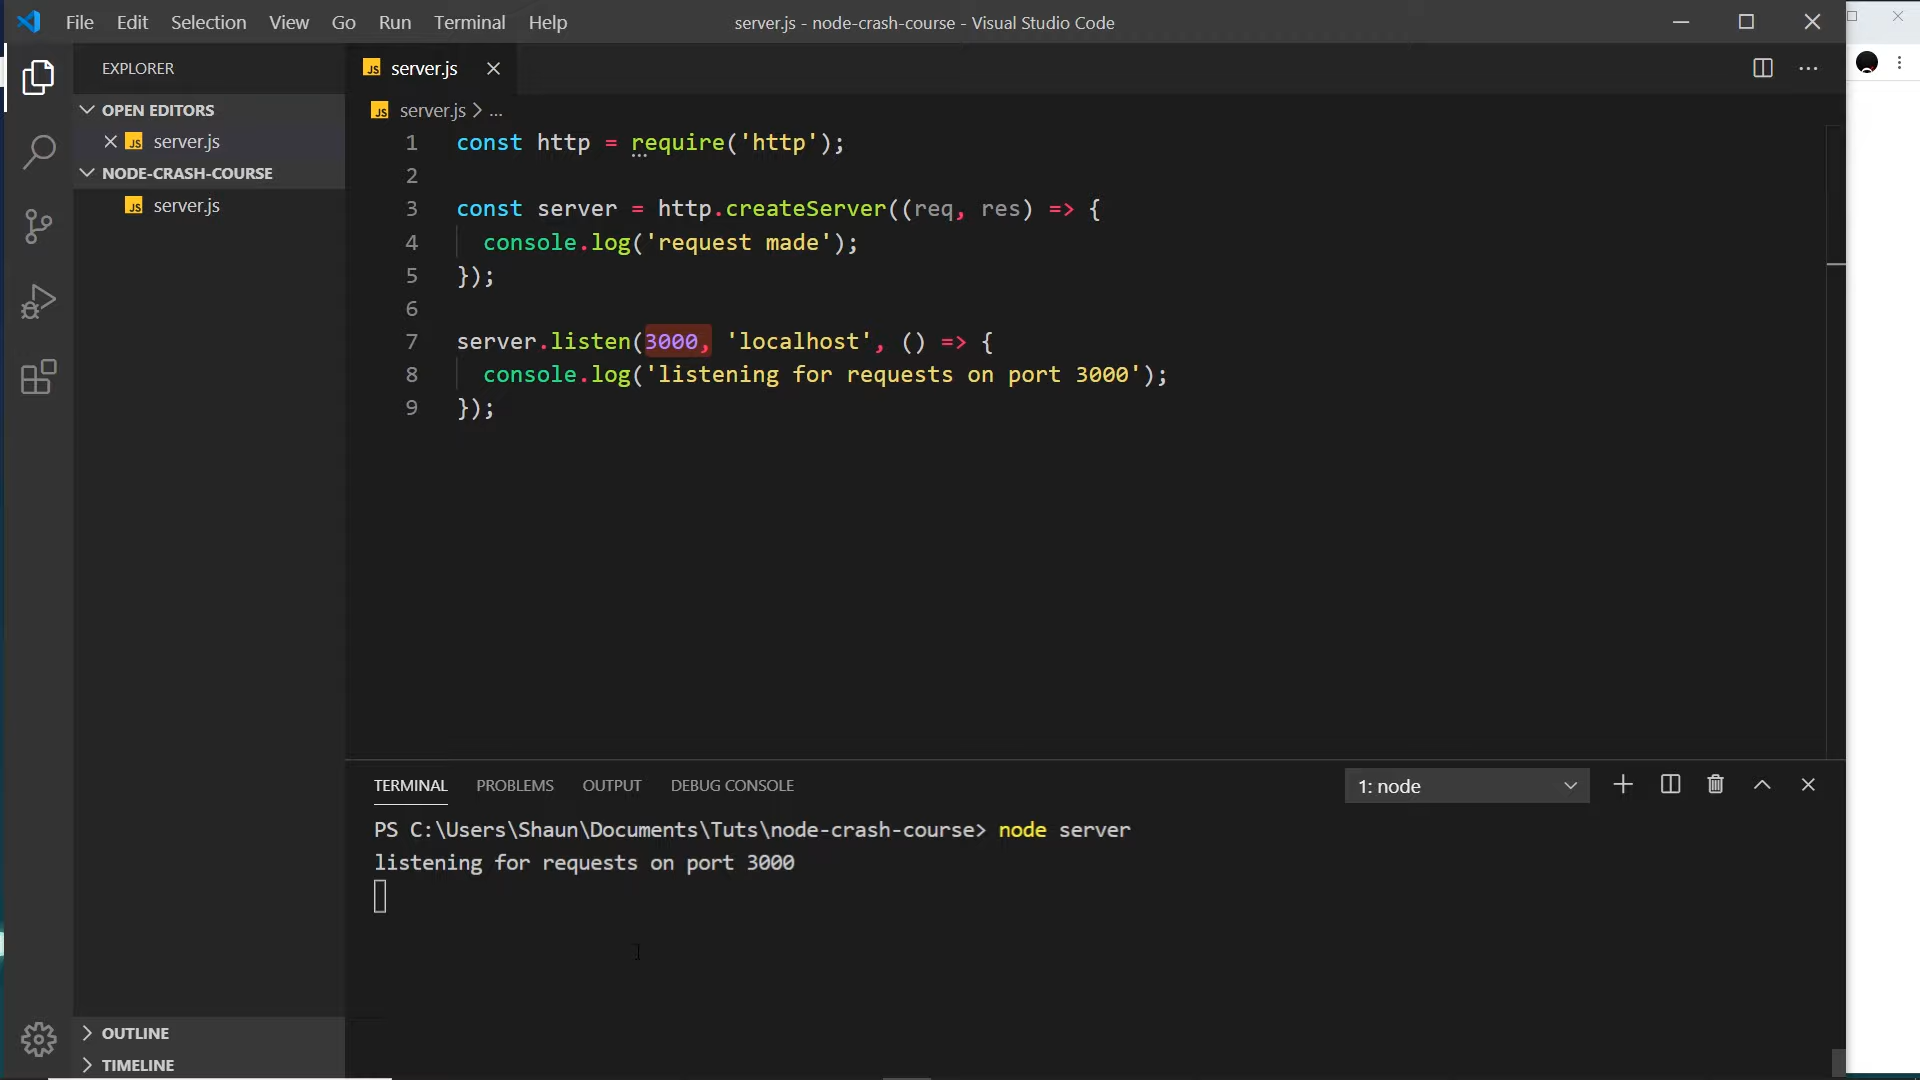 File Edit Selection View Go Run Terminal Help
server.js - node-crash-course - Visual Studio Code
EXPLORER
OPEN EDITORS
JS server.js
NODE-CRASH-COURSE
JS server.js
OUTLINE
TIMELINE
JS server.js
JS server.js > ...
1 const http = require('http');
2
3 const server = http.createServer((req, res) => {
4 console.log('request made');
5 });
6
7 server.listen(3000, 'localhost', () => {
8 console.log('listening for requests on port 3000');
9 });
TERMINAL PROBLEMS OUTPUT DEBUG CONSOLE
1: node
PS C:\Users\Shaun\Documents\Tuts\node-crash-course> node server
listening for requests on port 3000